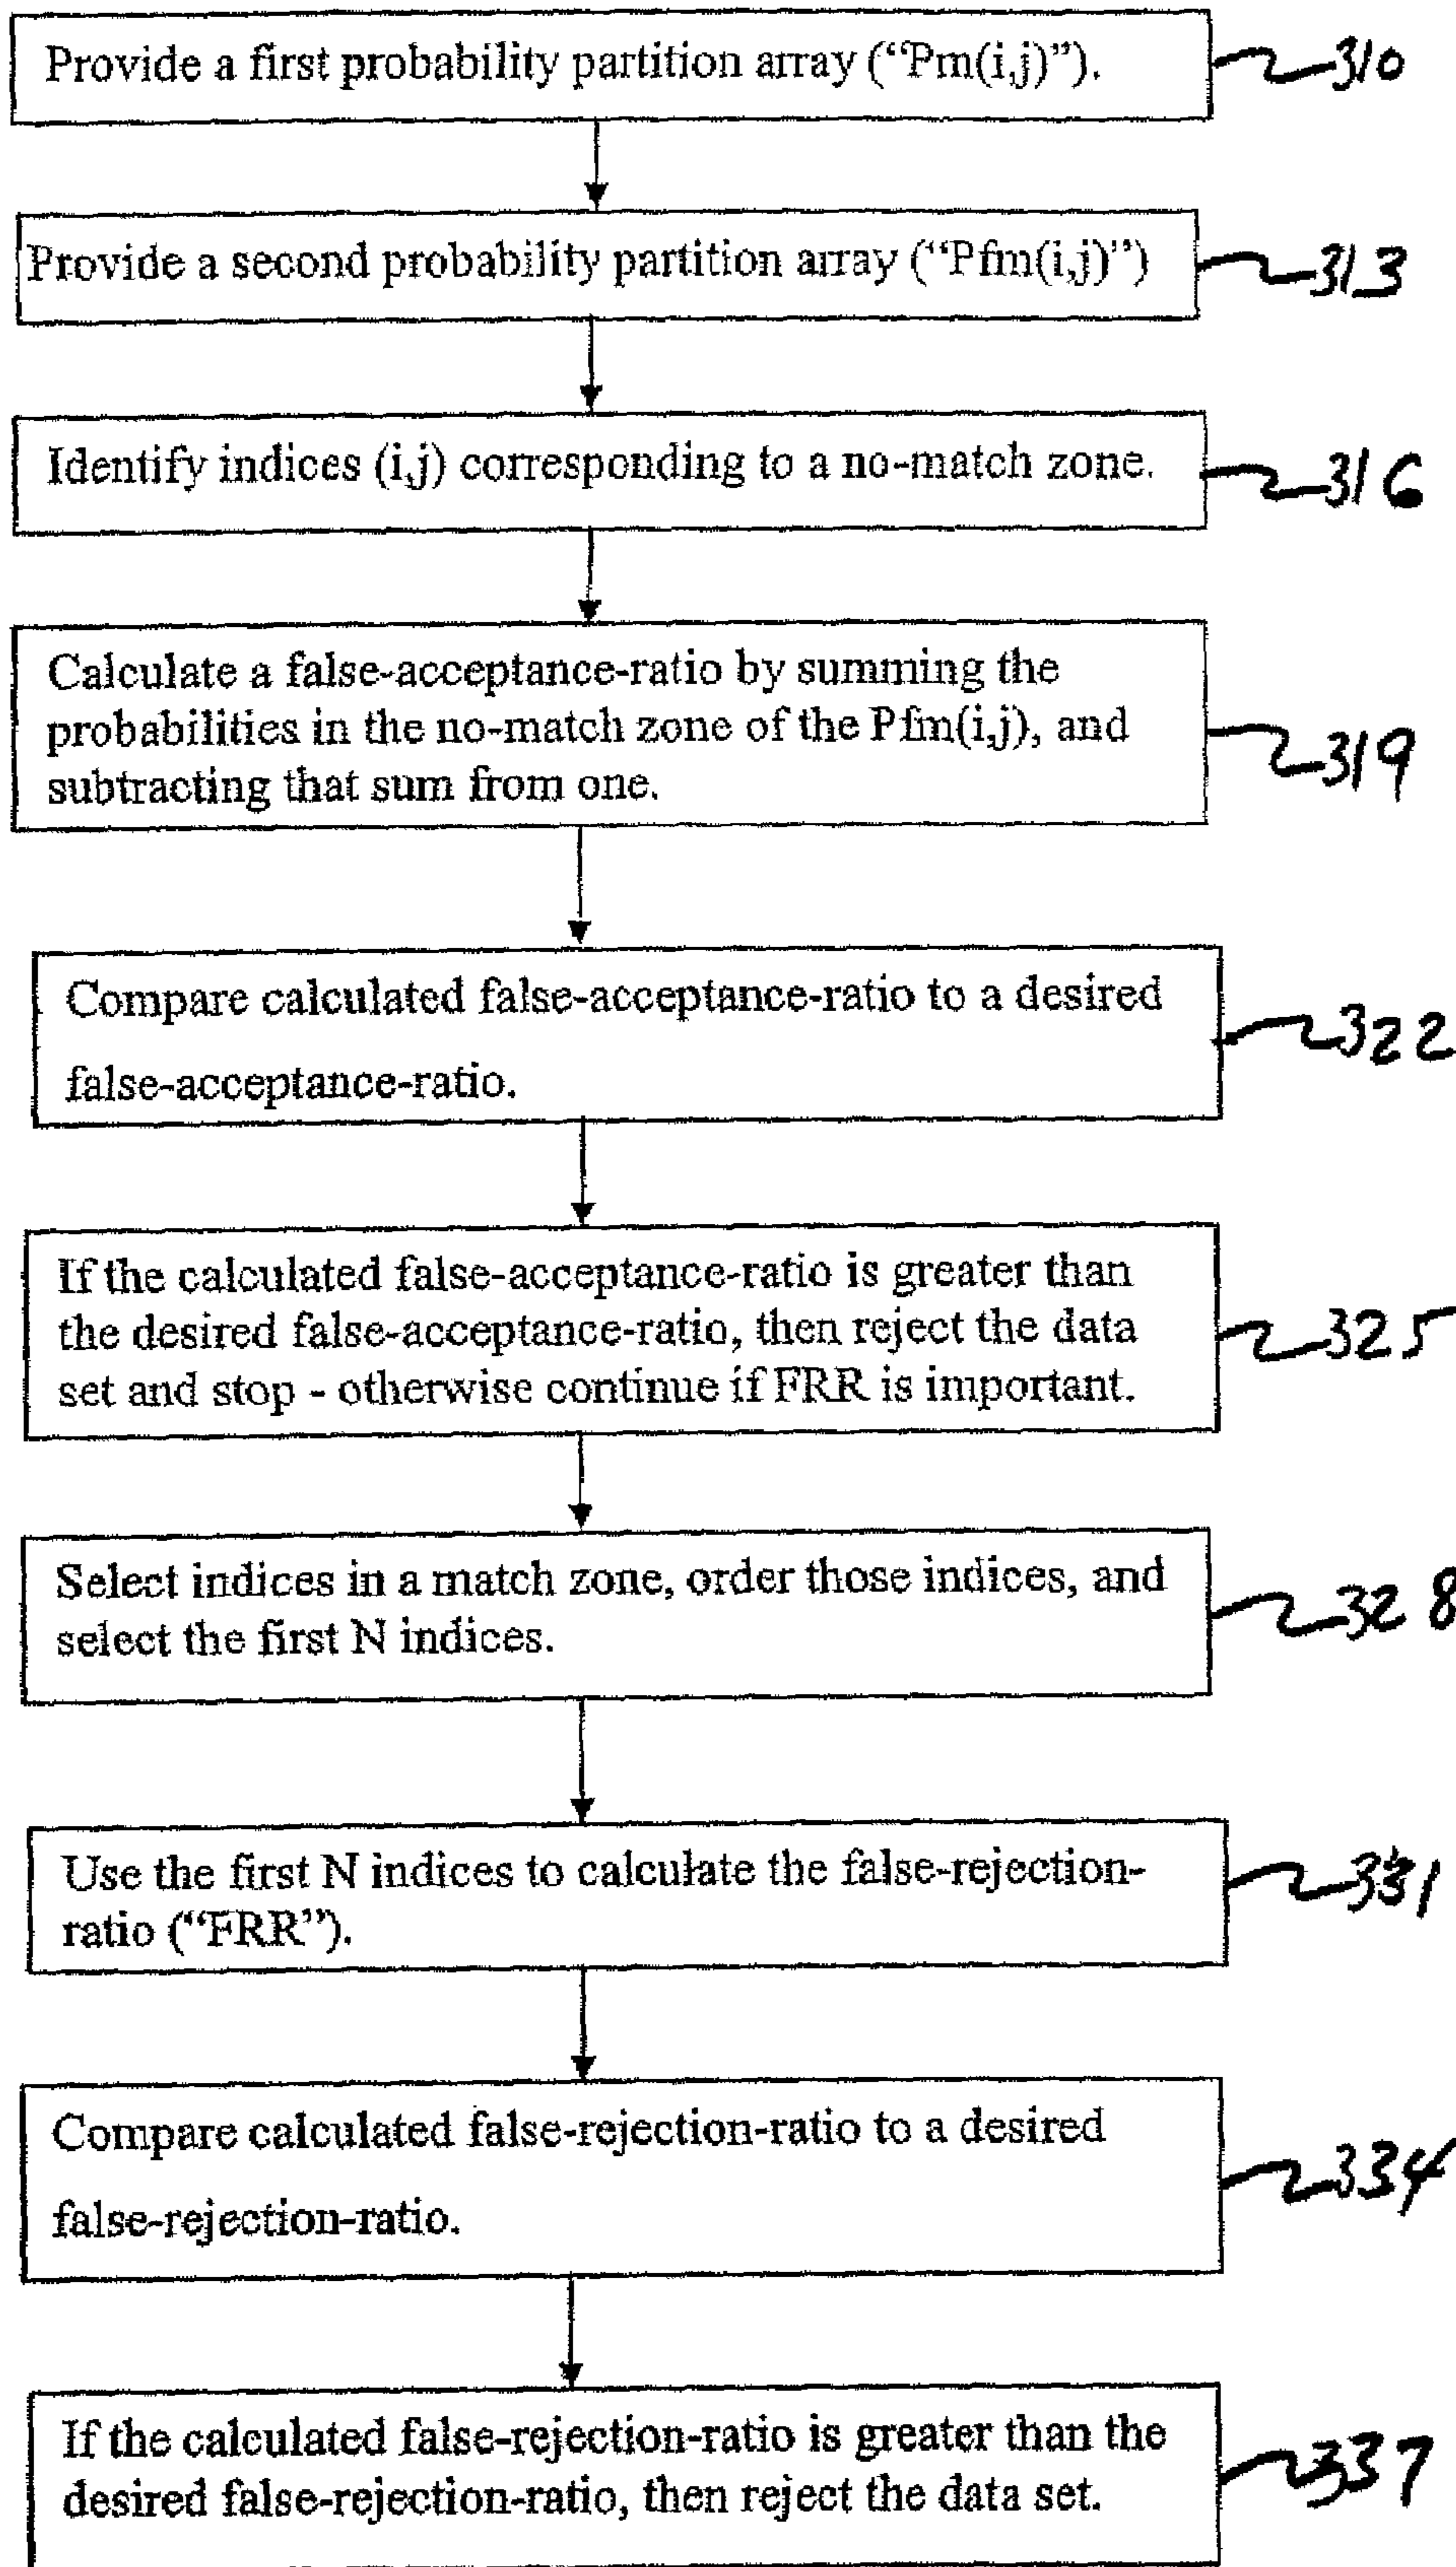 Provide a first probability partition array (“Pm(i,j)”).
310
Provide a second probability partition array (“Pfm(i,j)”)
313
Identify indices (i,j) corresponding to a no-match zone.
316
Calculate a false-acceptance-ratio by summing the
probabilities in the no-match zone of the Pfm(i,j), and
subtracting that sum from one.
319
Compare calculated false-acceptance-ratio to a desired
false-acceptance-ratio.
322
If the calculated false-acceptance-ratio is greater than
the desired false-acceptance-ratio, then reject the data
set and stop - otherwise continue if FRR is important.
325
Select indices in a match zone, order those indices, and
select the first N indices.
328
Use the first N indices to calculate the false-rejection-
ratio (“FRR”).
331
Compare calculated false-rejection-ratio to a desired
false-rejection-ratio.
334
If the calculated false-rejection-ratio is greater than the
desired false-rejection-ratio, then reject the data set.
337